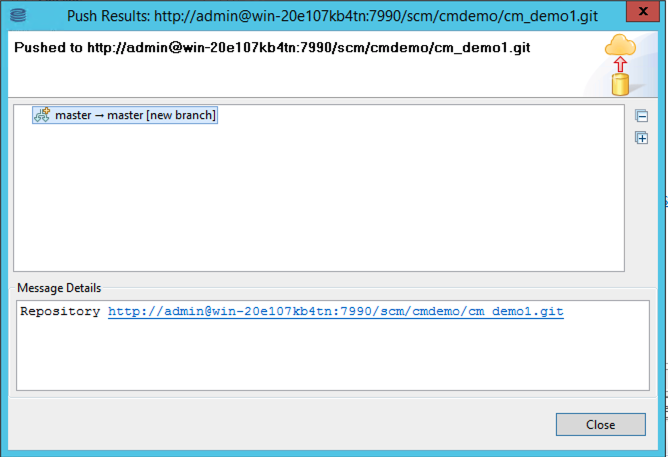 Push Results: http://admin@win-20e107kb4tn:7990/scm/cmdemo/cm_demo1.git
x
Pushed to http://admin@win-20e107kb4tn:7990/scm/cmdemo/cm_demo1.git
master → master [new branch]
Message Details
Repository http://admin@win-20e107kb4tn:7990/scm/cmdemo/cm_demo1.git
Close